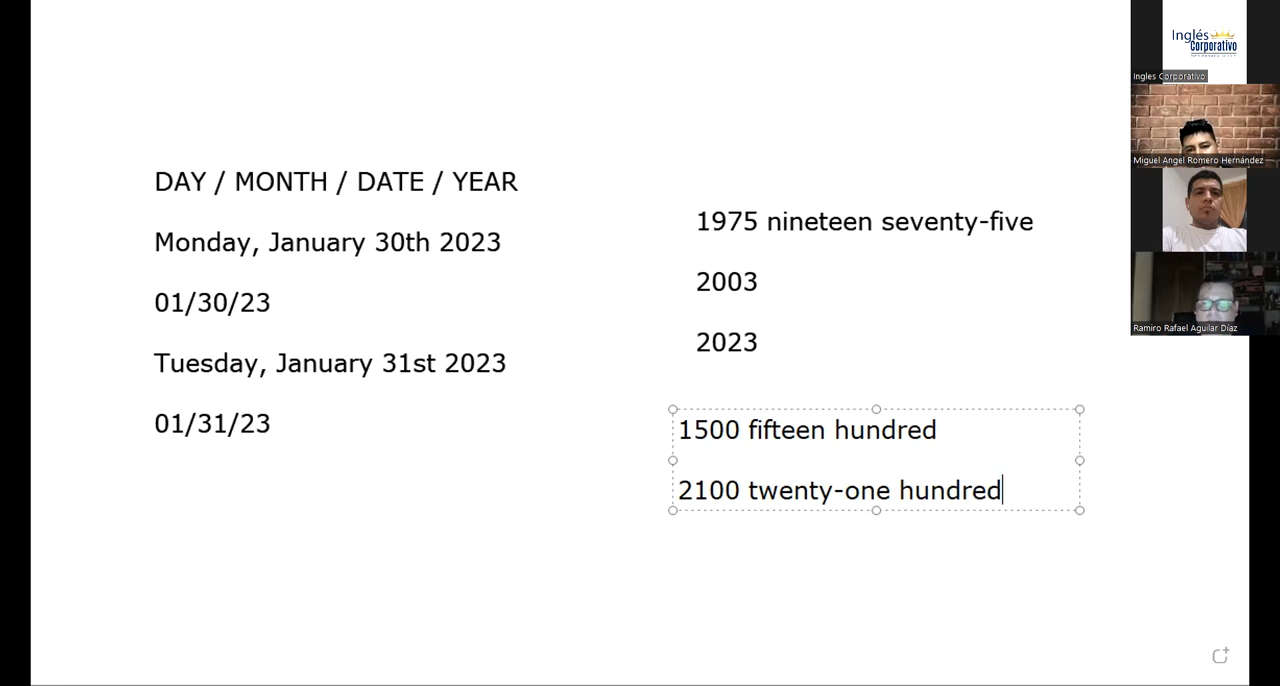 DAY / MONTH / DATE / YEAR
Monday, January 30th 2023
01/30/23
Tuesday, January 31st 2023
01/31/23
1975 nineteen seventy-five
2003
2023
1500 fifteen hundred
2100 twenty-one hundred
Inglés
Corporativo
Ingles Corporativo
Miguel Angel Romero Hernández
Ramiro Rafael Aguilar Díaz